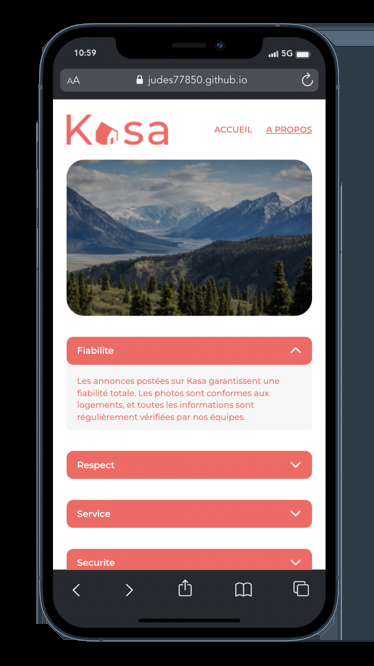 10:59
5G
AA
judes77850.github.io
Kasa
ACCUEIL
A PROPOS
Fiabilite
Les annonces postées sur Kasa garantissent une
fiabilité totale. Les photos sont conformes aux
logements, et toutes les informations sont
régulièrement vérifiées par nos équipes.
Respect
Service
Securite